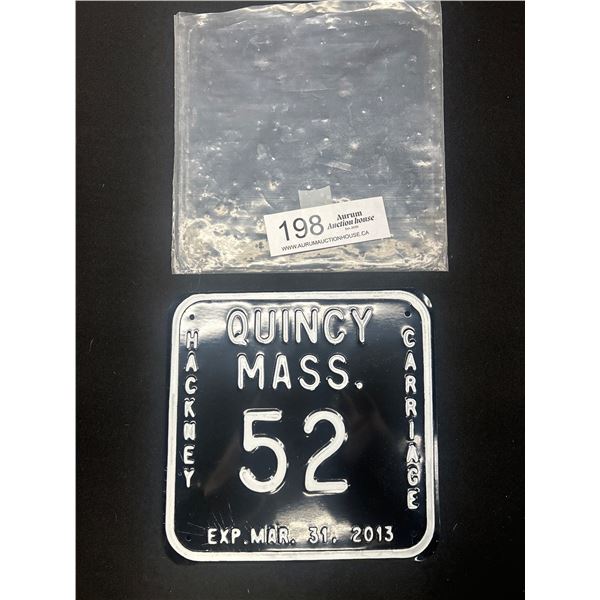 198
Aurum
Auction house
WWW.AURUMAUCTIONHOUSE.CA
QUINCY
MASS.
HACKNEY
52
CARRIAGE
EXP. MAR. 31. 2013